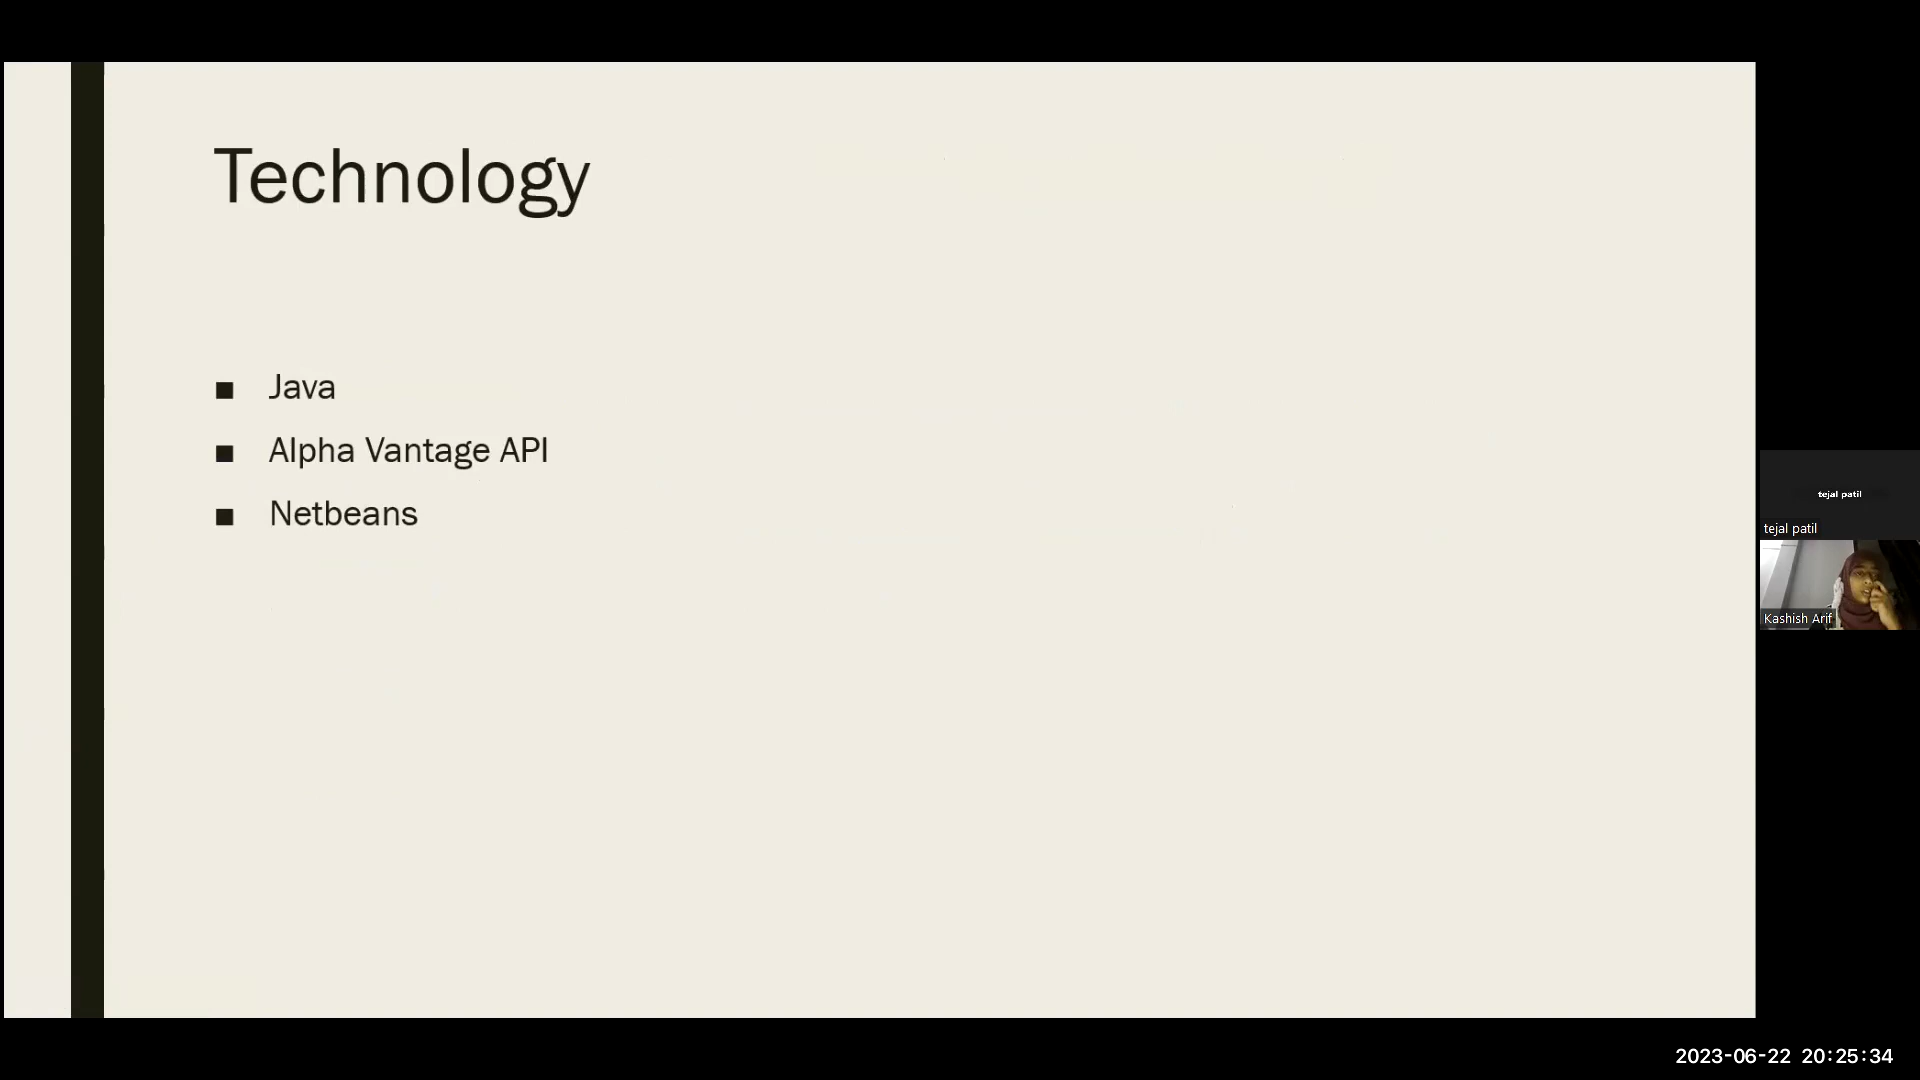 Technology
■ Java
■ Alpha Vantage API
■ Netbeans
tejal patil
tejal patil
Kashish Arif
2023-06-22 20:25:34